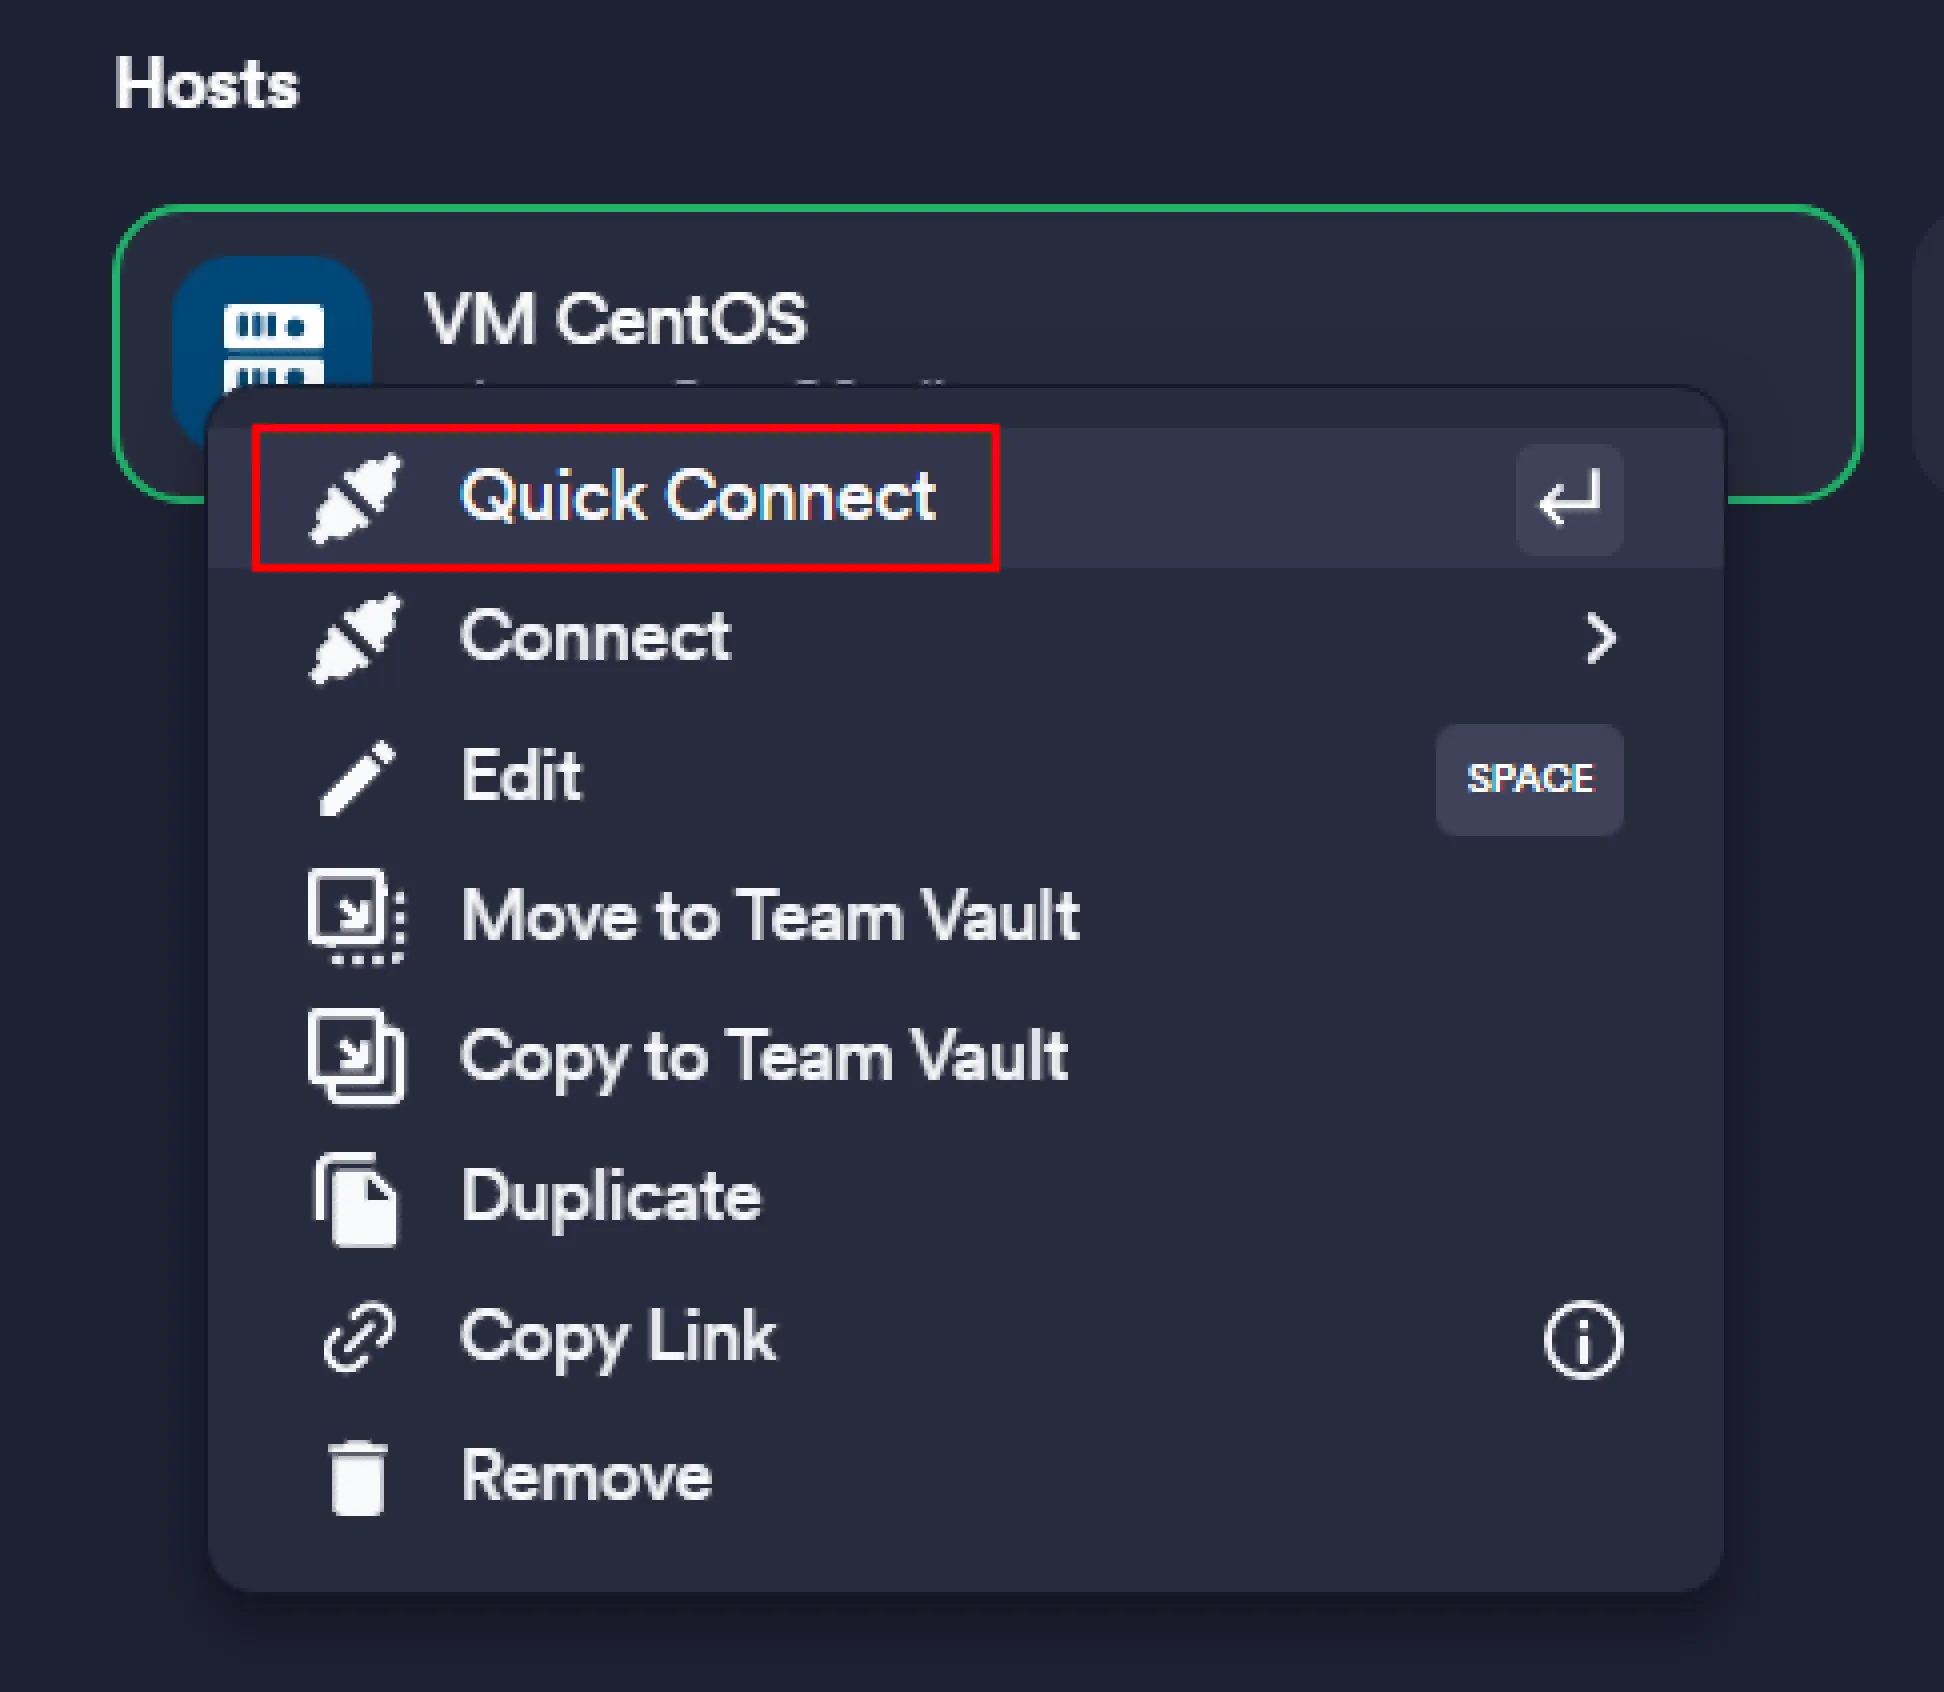 Hosts
VM CentOS
Quick Connect
Connect
Edit SPACE
Move to Team Vault
Copy to Team Vault
Duplicate
Copy Link
Remove